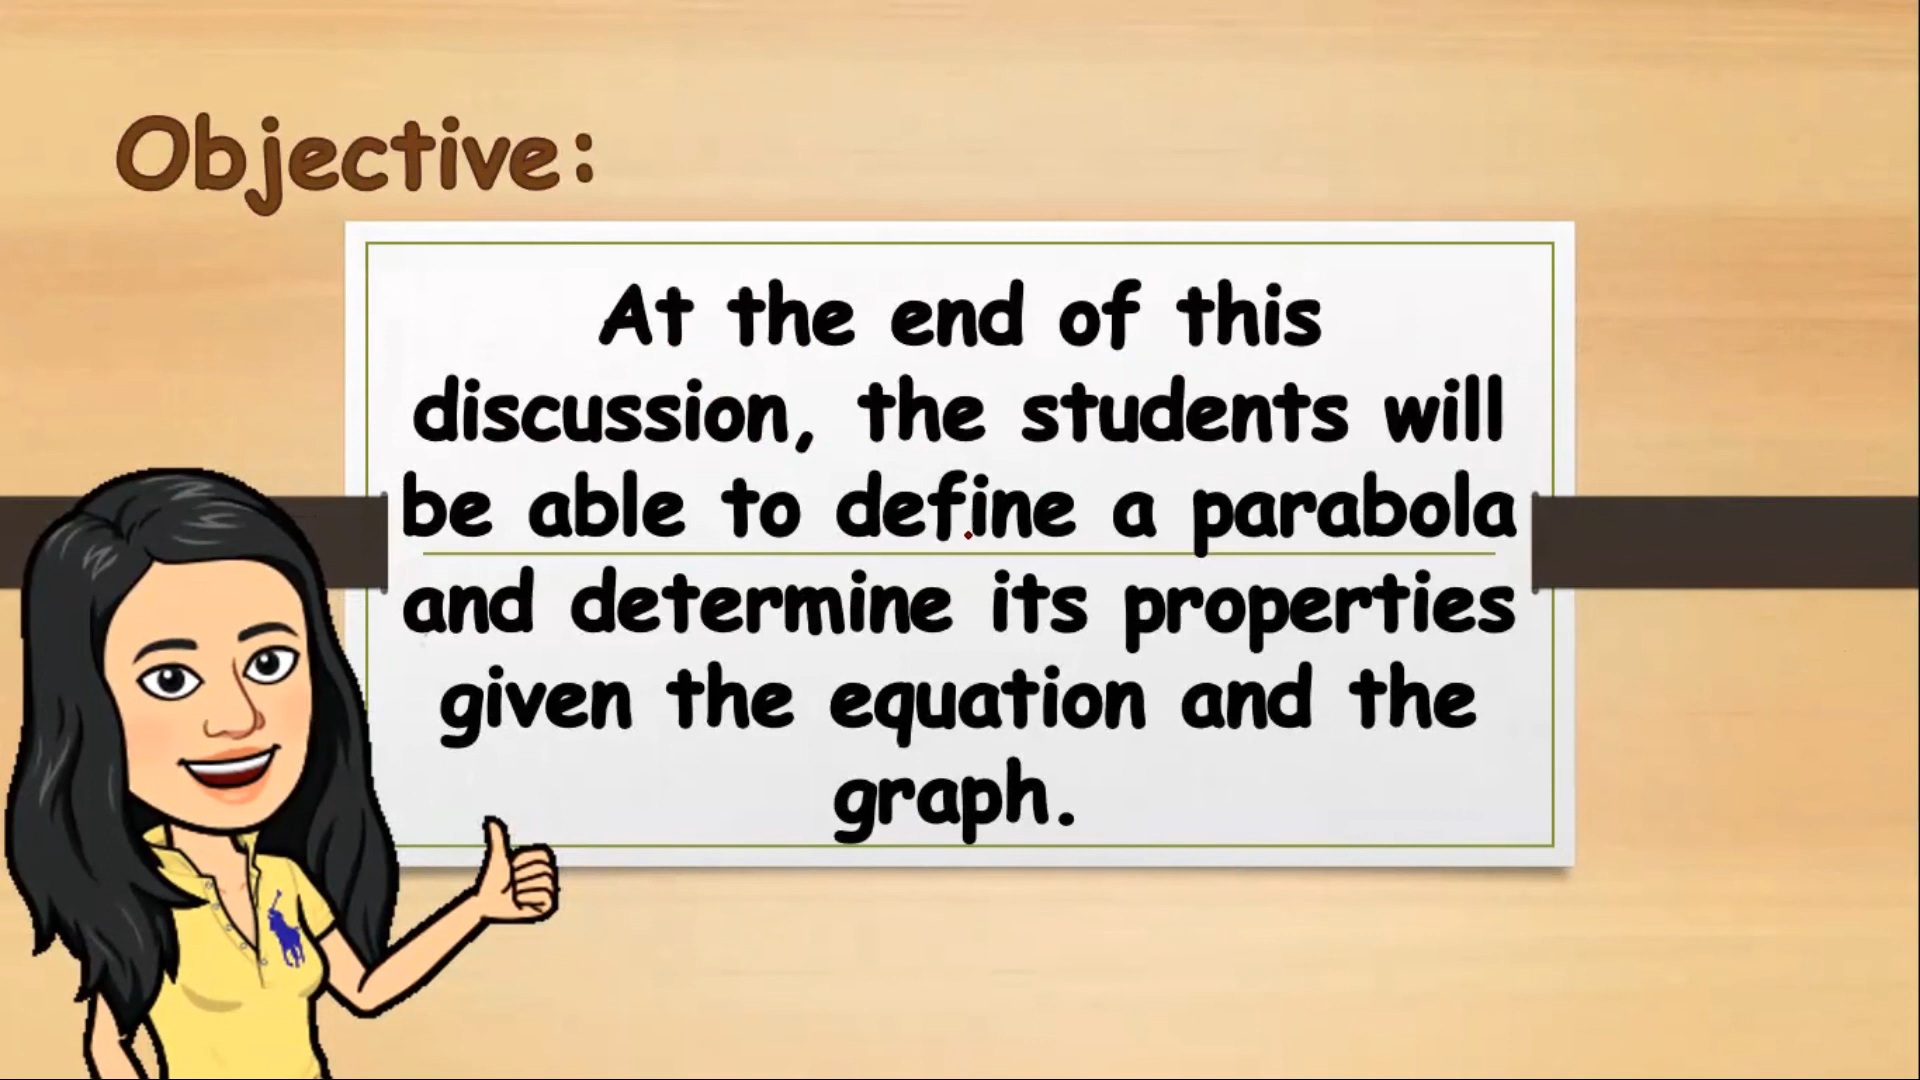 Objective:
At the end of this
discussion, the students will
be able to define a parabola
and determine its properties
given the equation and the
graph.